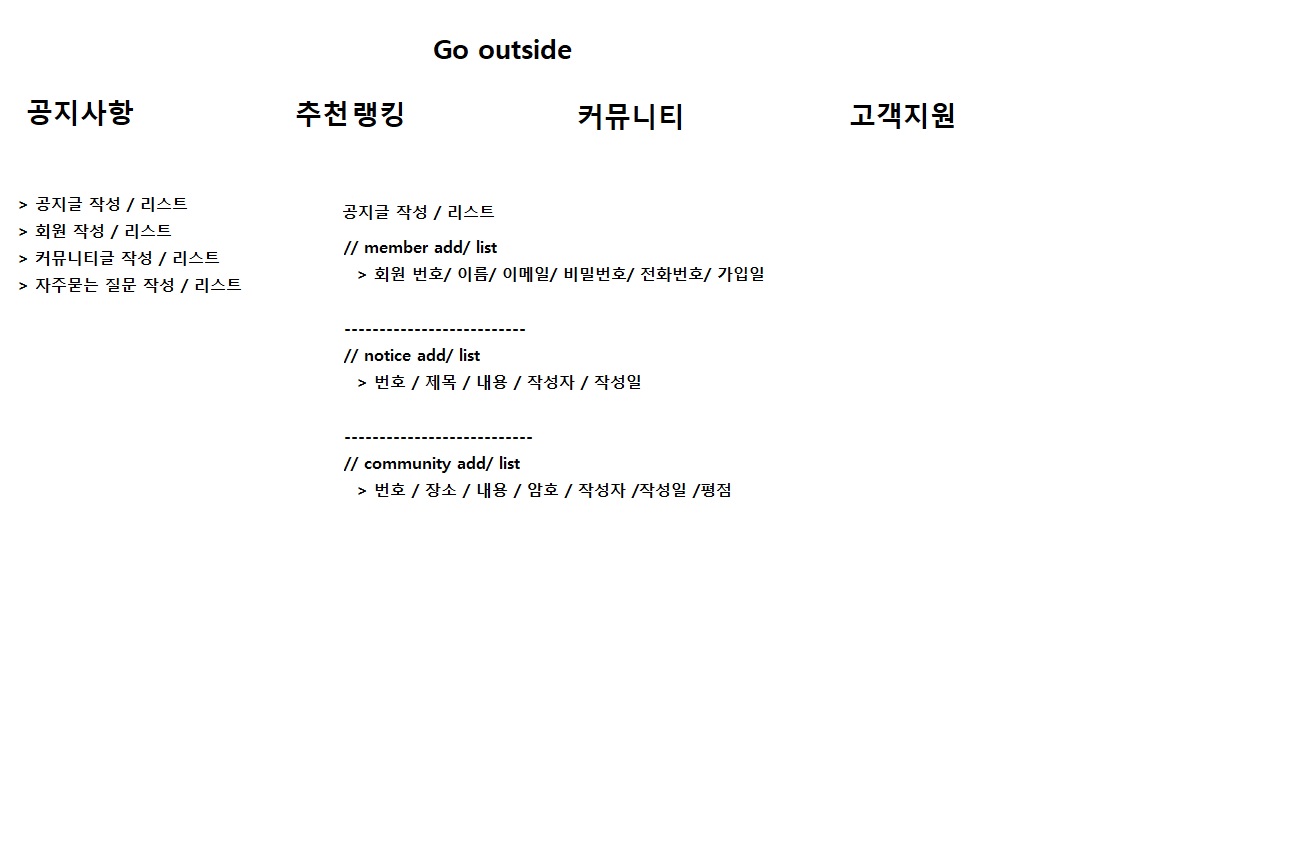 Go outside
공지사항 추천 랭킹 커뮤니티 고객지원
> 공지글 작성 / 리스트
> 회원 작성 / 리스트
> 커뮤니티글 작성 / 리스트
> 자주묻는 질문 작성 / 리스트
공지글 작성 / 리스트
// member add/ list
> 회원 번호/ 이름/ 이메일/ 비밀번호/ 전화번호/ 가입일
--------------------------
// notice add/ list
> 번호 / 제목 / 내용 / 작성자 / 작성일
---------------------------
// community add/ list
> 번호 / 장소 / 내용 / 암호 / 작성자 /작성일 /평점